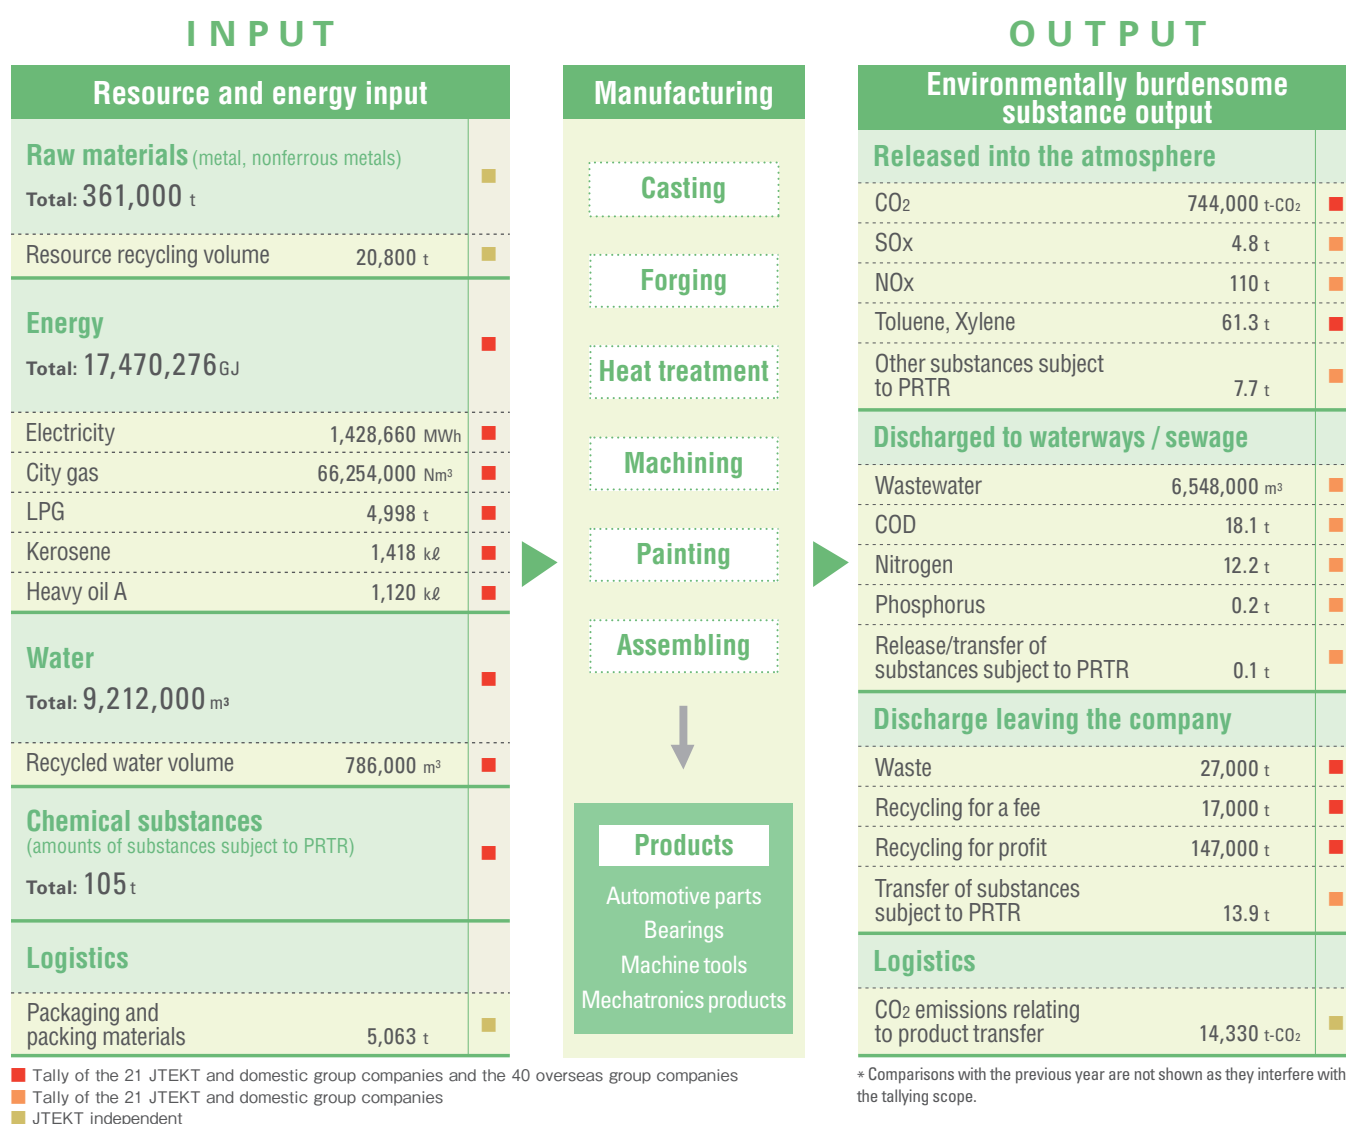 INPUT
Resource and energy input
Raw materials (metal, nonferrous metals)
Total: 361,000 t
Resource recycling volume 20,800 t
Energy
Total: 17,470,276 GJ
Electricity 1,428,660 MWh
City gas 66,254,000 Nm³
LPG 4,998 t
Kerosene 1,418 kℓ
Heavy oil A 1,120 kℓ
Water
Total: 9,212,000 m³
Recycled water volume 786,000 m³
Chemical substances
(amounts of substances subject to PRTR)
Total: 105 t
Logistics
Packaging and
packing materials 5,063 t
Manufacturing
Casting
Forging
Heat treatment
Machining
Painting
Assembling
Products
Automotive parts
Bearings
Machine tools
Mechatronics products
OUTPUT
Environmentally burdensome
substance output
Released into the atmosphere
CO₂ 744,000 t-CO₂
SOx 4.8 t
NOx 110 t
Toluene, Xylene 61.3 t
Other substances subject
to PRTR 7.7 t
Discharged to waterways / sewage
Wastewater 6,548,000 m³
COD 18.1 t
Nitrogen 12.2 t
Phosphorus 0.2 t
Release/transfer of
substances subject to PRTR 0.1 t
Discharge leaving the company
Waste 27,000 t
Recycling for a fee 17,000 t
Recycling for profit 147,000 t
Transfer of substances
subject to PRTR 13.9 t
Logistics
CO₂ emissions relating
to product transfer 14,330 t-CO₂
Tally of the 21 JTEKT and domestic group companies and the 40 overseas group companies
Tally of the 21 JTEKT and domestic group companies
JTEKT independent
* Comparisons with the previous year are not shown as they interfere with
the tallying scope.